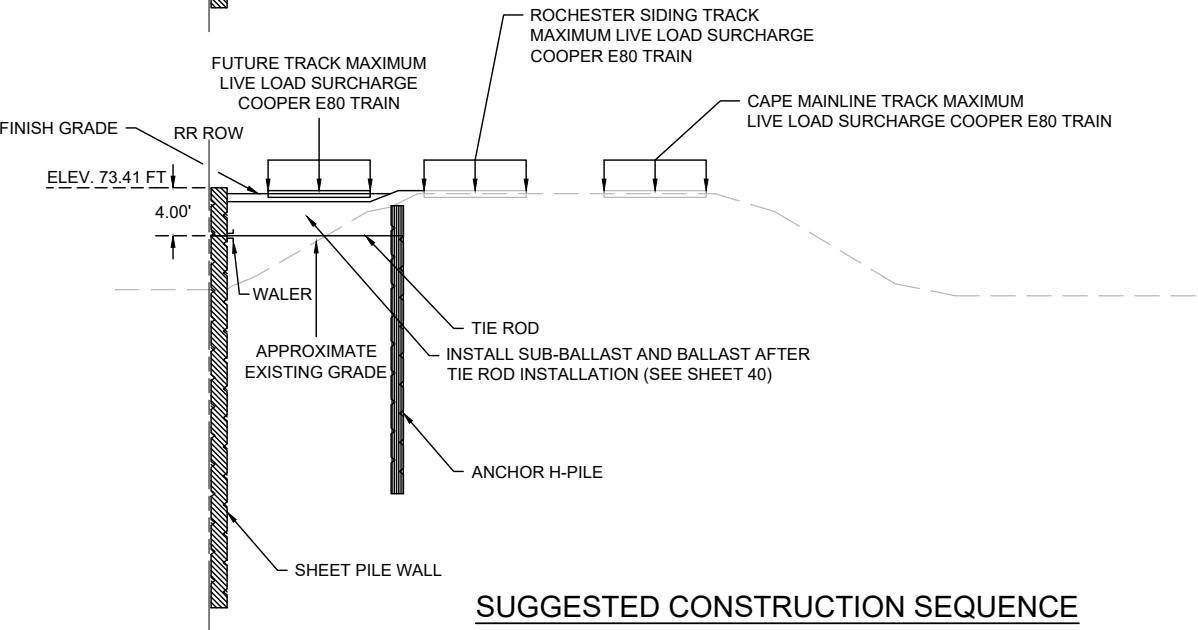 ROCHESTER SIDING TRACK
MAXIMUM LIVE LOAD SURCHARGE
COOPER E80 TRAIN
FUTURE TRACK MAXIMUM
LIVE LOAD SURCHARGE
COOPER E80 TRAIN
CAPE MAINLINE TRACK MAXIMUM
LIVE LOAD SURCHARGE COOPER E80 TRAIN
FINISH GRADE
RR ROW
ELEV. 73.41 FT
4.00'
WALER
TIE ROD
APPROXIMATE
EXISTING GRADE
INSTALL SUB-BALLAST AND BALLAST AFTER
TIE ROD INSTALLATION (SEE SHEET 40)
ANCHOR H-PILE
SHEET PILE WALL
SUGGESTED CONSTRUCTION SEQUENCE